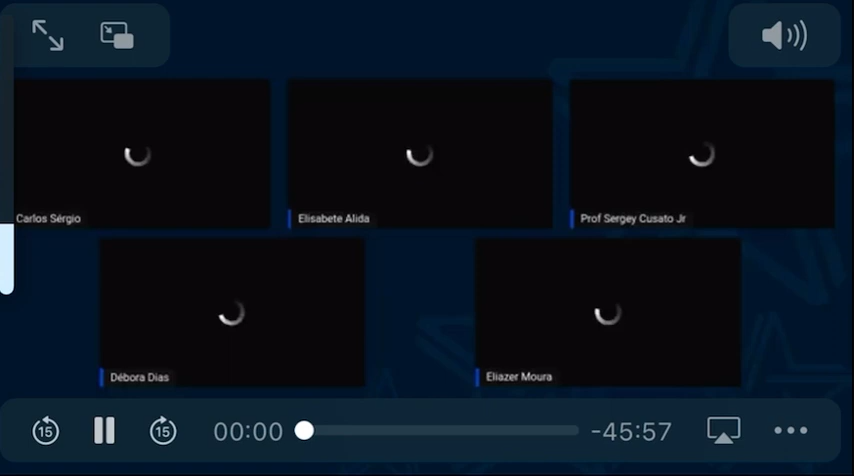 Carlos Sérgio
Elisabete Alida
Prof Sergey Cusato Jr
Débora Dias
Eliazer Moura
15
15
00:00
-45:57